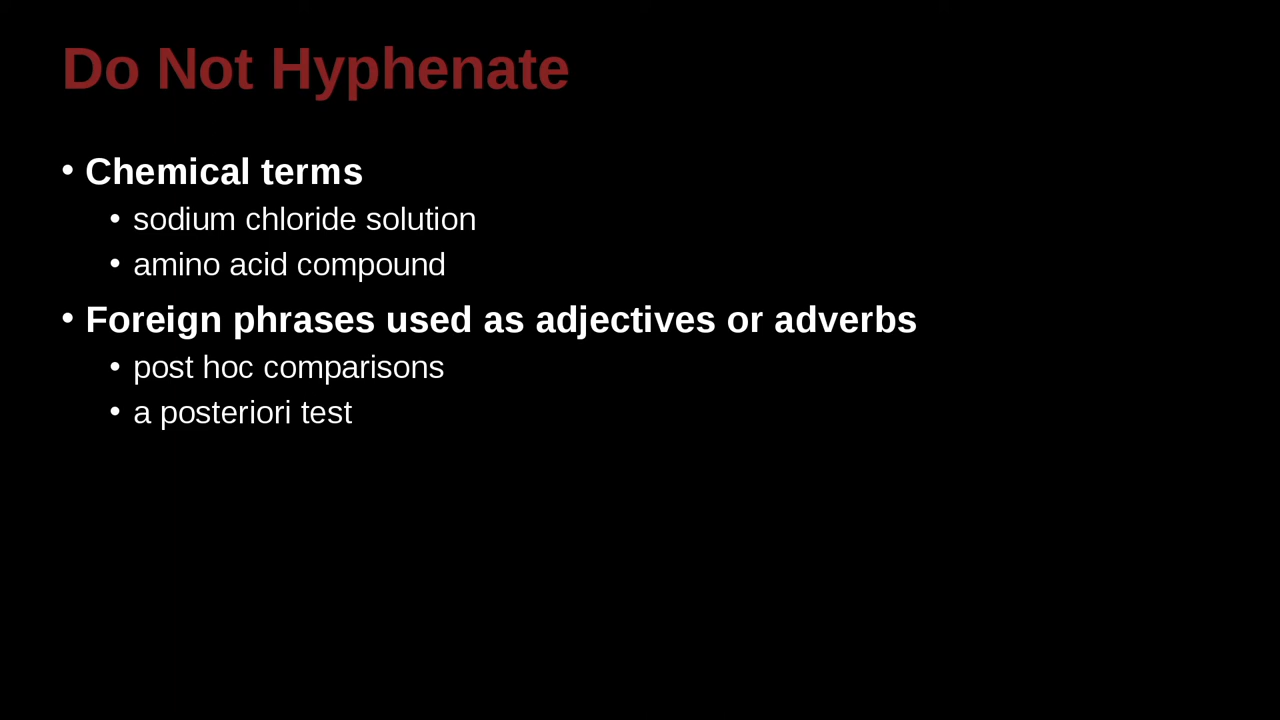 Do Not Hyphenate
• Chemical terms
• sodium chloride solution
• amino acid compound
• Foreign phrases used as adjectives or adverbs
• post hoc comparisons
• a posteriori test